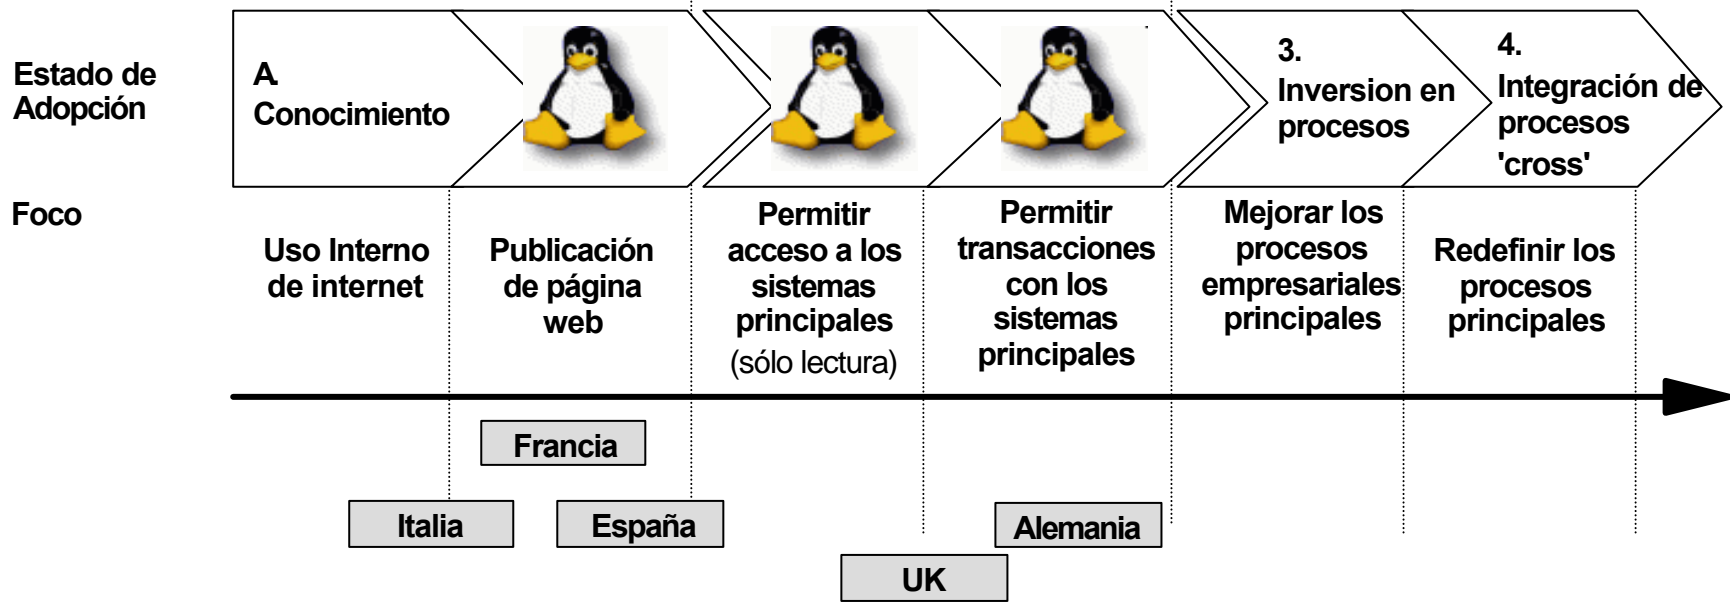 Estado de
Adopción
A.
Conocimiento
3.
Inversion en
procesos
4.
Integración de
procesos
'cross'
Foco
Uso Interno
de internet
Publicación
de página
web
Permitir
acceso a los
sistemas
principales
(sólo lectura)
Permitir
transacciones
con los
sistemas
principales
Mejorar los
procesos
empresariales
principales
Redefinir los
procesos
principales
Francia
Italia
España
Alemania
UK